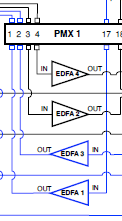 PMX 1
1 2 3 4 17 18
IN EDFA 4 OUT
IN EDFA 2 OUT
OUT EDFA 3 IN
OUT EDFA 1 IN